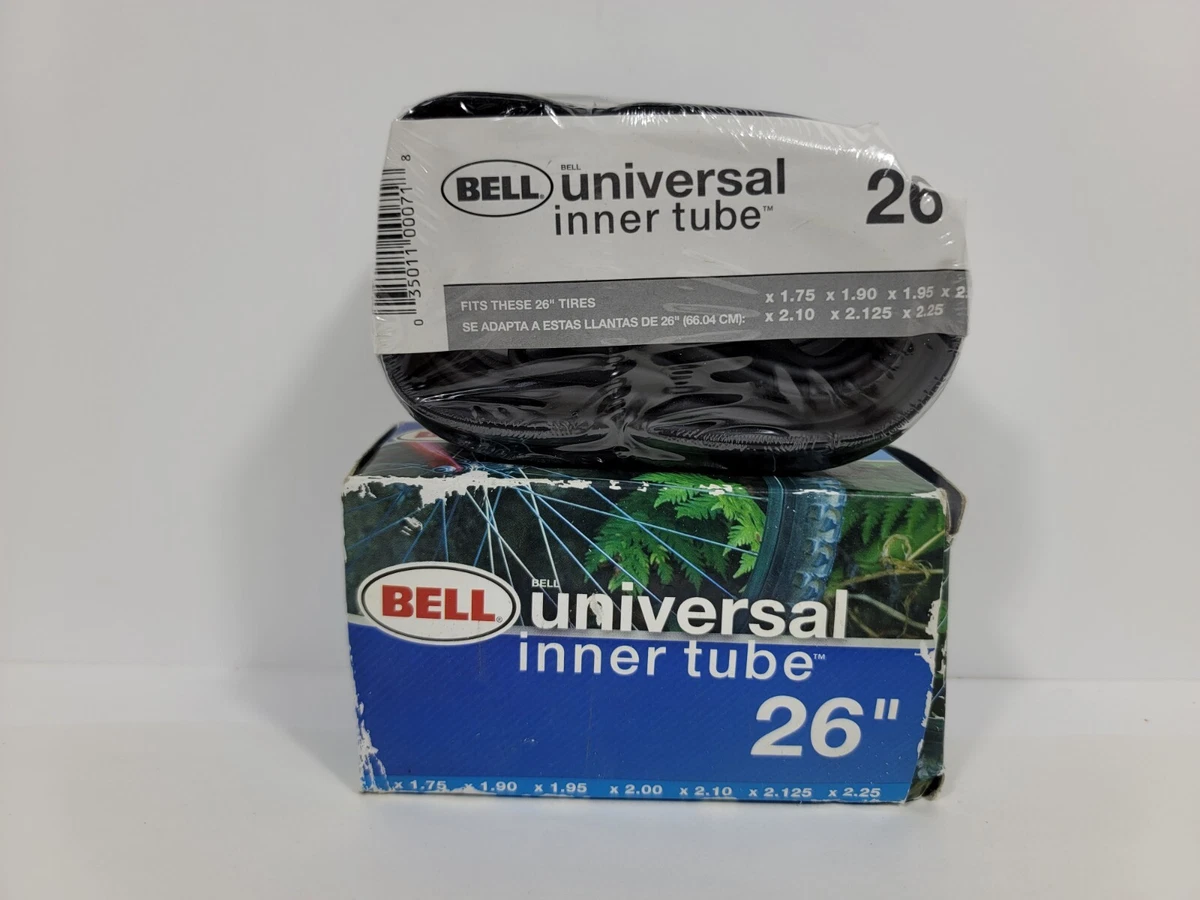 BELL
BELL
universal
inner tube™
26
0 35011 00071 8
FITS THESE 26" TIRES
SE ADAPTA A ESTAS LLANTAS DE 26" (66.04 CM):
x 1.75 x 1.90 x 1.95 x 2.
x 2.10 x 2.125 x 2.25
BELL
BELL
universal
inner tube™
26"
x 1.75 x 1.90 x 1.95 x 2.00 x 2.10 x 2.125 x 2.25